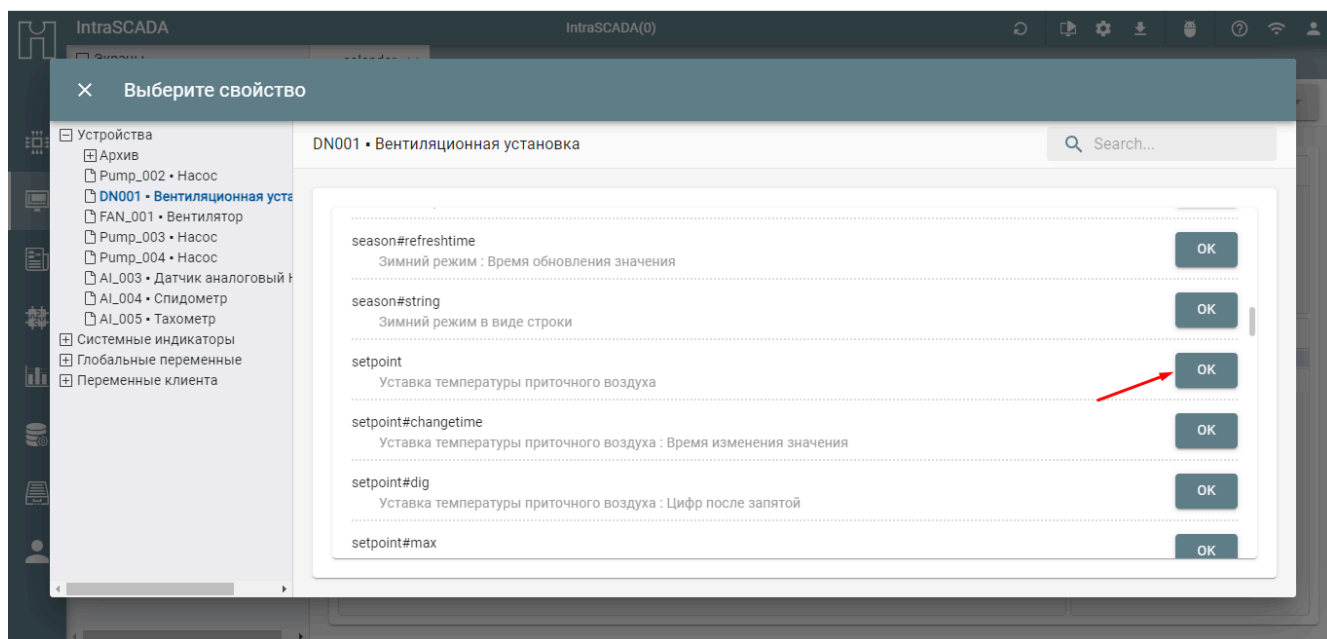 IntraSCADA
IntraSCADA(0)
Выберите свойство
Устройства
Архив
Pump_002 • Насос
DN001 • Вентиляционная уста
FAN_001 • Вентилятор
Pump_003 • Насос
Pump_004 • Насос
AI_003 • Датчик аналоговый
AI_004 • Спидометр
AI_005 • Тахометр
Системные индикаторы
Глобальные переменные
Переменные клиента
DN001 • Вентиляционная установка
Search...
season#refreshtime
Зимний режим : Время обновления значения
OK
season#string
Зимний режим в виде строки
OK
setpoint
Уставка температуры приточного воздуха
OK
setpoint#changetime
Уставка температуры приточного воздуха : Время изменения значения
OK
setpoint#dig
Уставка температуры приточного воздуха : Цифр после запятой
OK
setpoint#max
OK